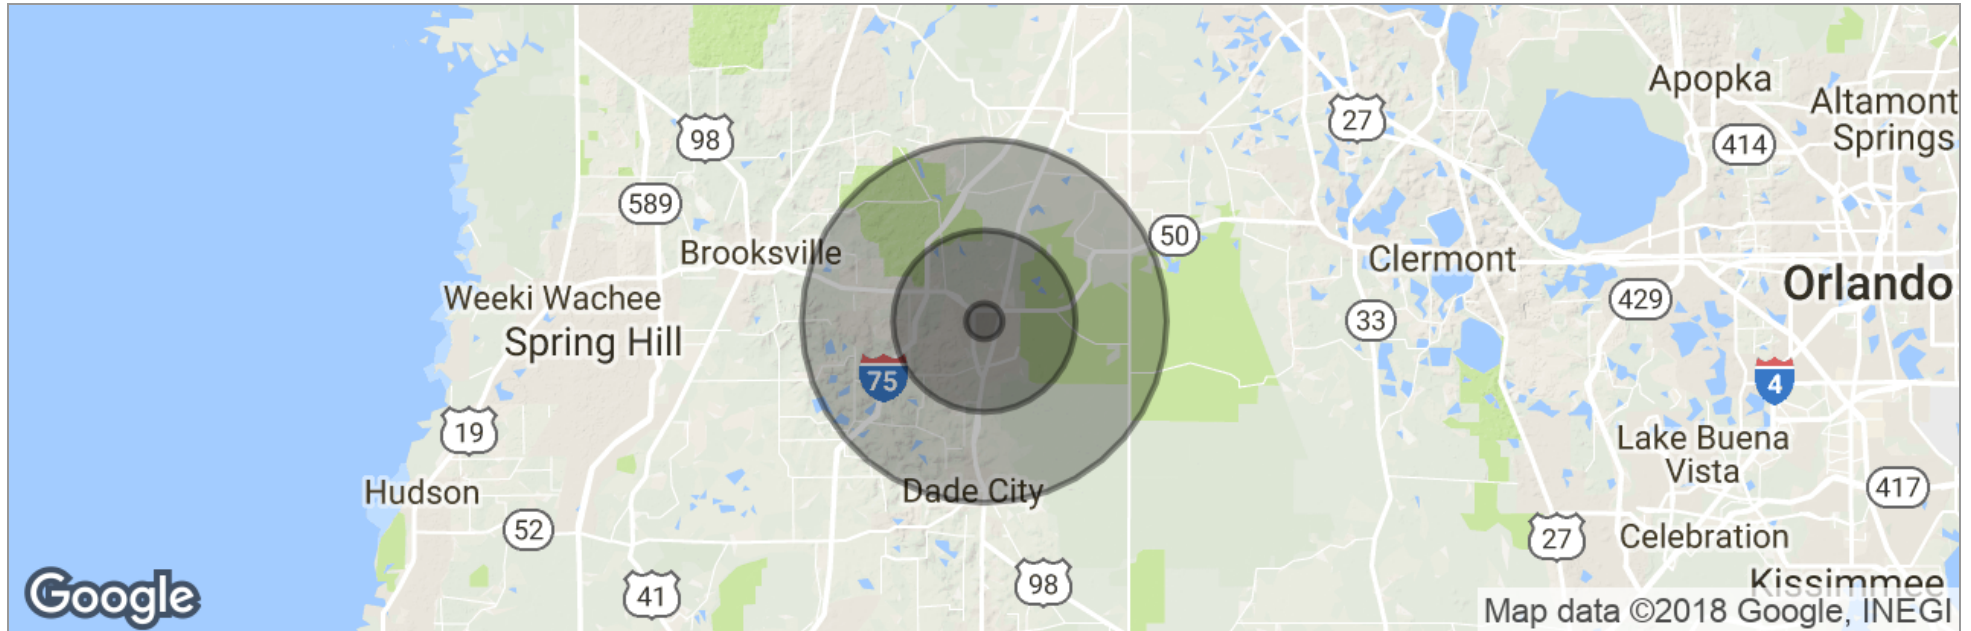 Apopka
Altamont
Springs
27
98
414
589
50
Brooksville
Clermont
Orlando
Weeki Wachee
429
Spring Hill
33
75
4
19
Lake Buena
Vista
Hudson
Dade City
417
52
27
Celebration
98
Kissimmee
41
Google
Map data ©2018 Google, INEGI